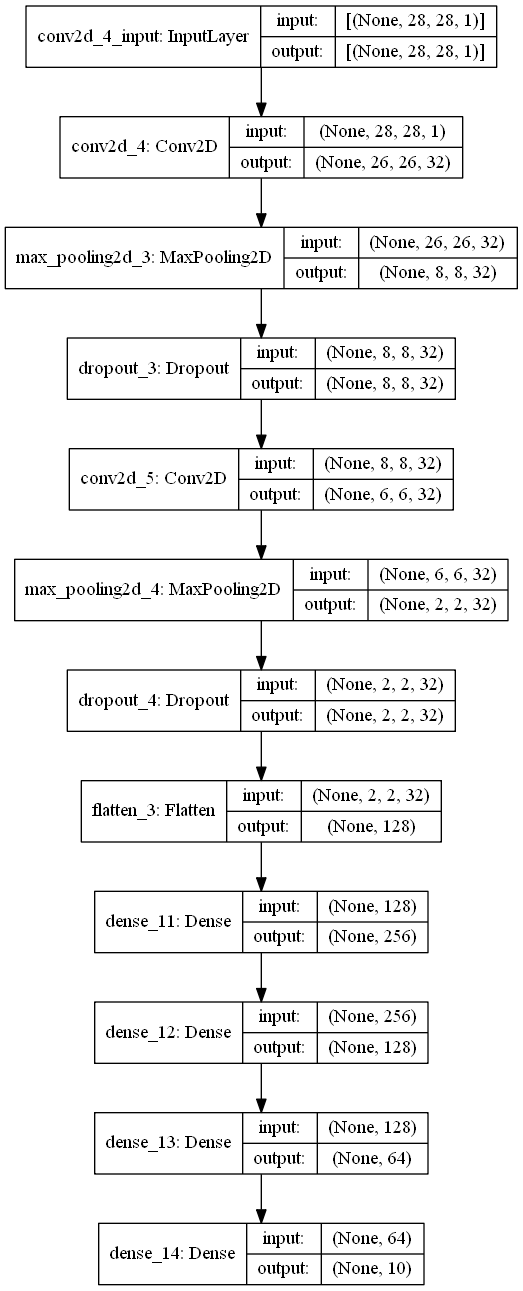 conv2d_4_input: InputLayer input: [(None, 28, 28, 1)]
output: [(None, 28, 28, 1)]
conv2d_4: Conv2D input: (None, 28, 28, 1)
output: (None, 26, 26, 32)
max_pooling2d_3: MaxPooling2D input: (None, 26, 26, 32)
output: (None, 8, 8, 32)
dropout_3: Dropout input: (None, 8, 8, 32)
output: (None, 8, 8, 32)
conv2d_5: Conv2D input: (None, 8, 8, 32)
output: (None, 6, 6, 32)
max_pooling2d_4: MaxPooling2D input: (None, 6, 6, 32)
output: (None, 2, 2, 32)
dropout_4: Dropout input: (None, 2, 2, 32)
output: (None, 2, 2, 32)
flatten_3: Flatten input: (None, 2, 2, 32)
output: (None, 128)
dense_11: Dense input: (None, 128)
output: (None, 256)
dense_12: Dense input: (None, 256)
output: (None, 128)
dense_13: Dense input: (None, 128)
output: (None, 64)
dense_14: Dense input: (None, 64)
output: (None, 10)